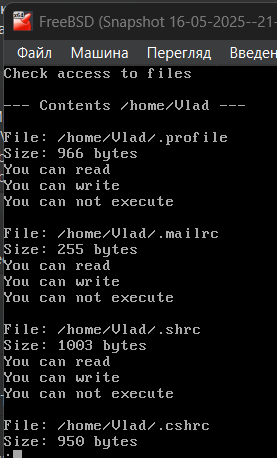 FreeBSD (Snapshot 16-05-2025--21-
Файл Машина Перегляд Введен
Check access to files
--- Contents /home/Vlad ---
File: /home/Vlad/.profile
Size: 966 bytes
You can read
You can write
You can not execute
File: /home/Vlad/.mailrc
Size: 255 bytes
You can read
You can write
You can not execute
File: /home/Vlad/.shrc
Size: 1003 bytes
You can read
You can write
You can not execute
File: /home/Vlad/.cshrc
Size: 950 bytes
: